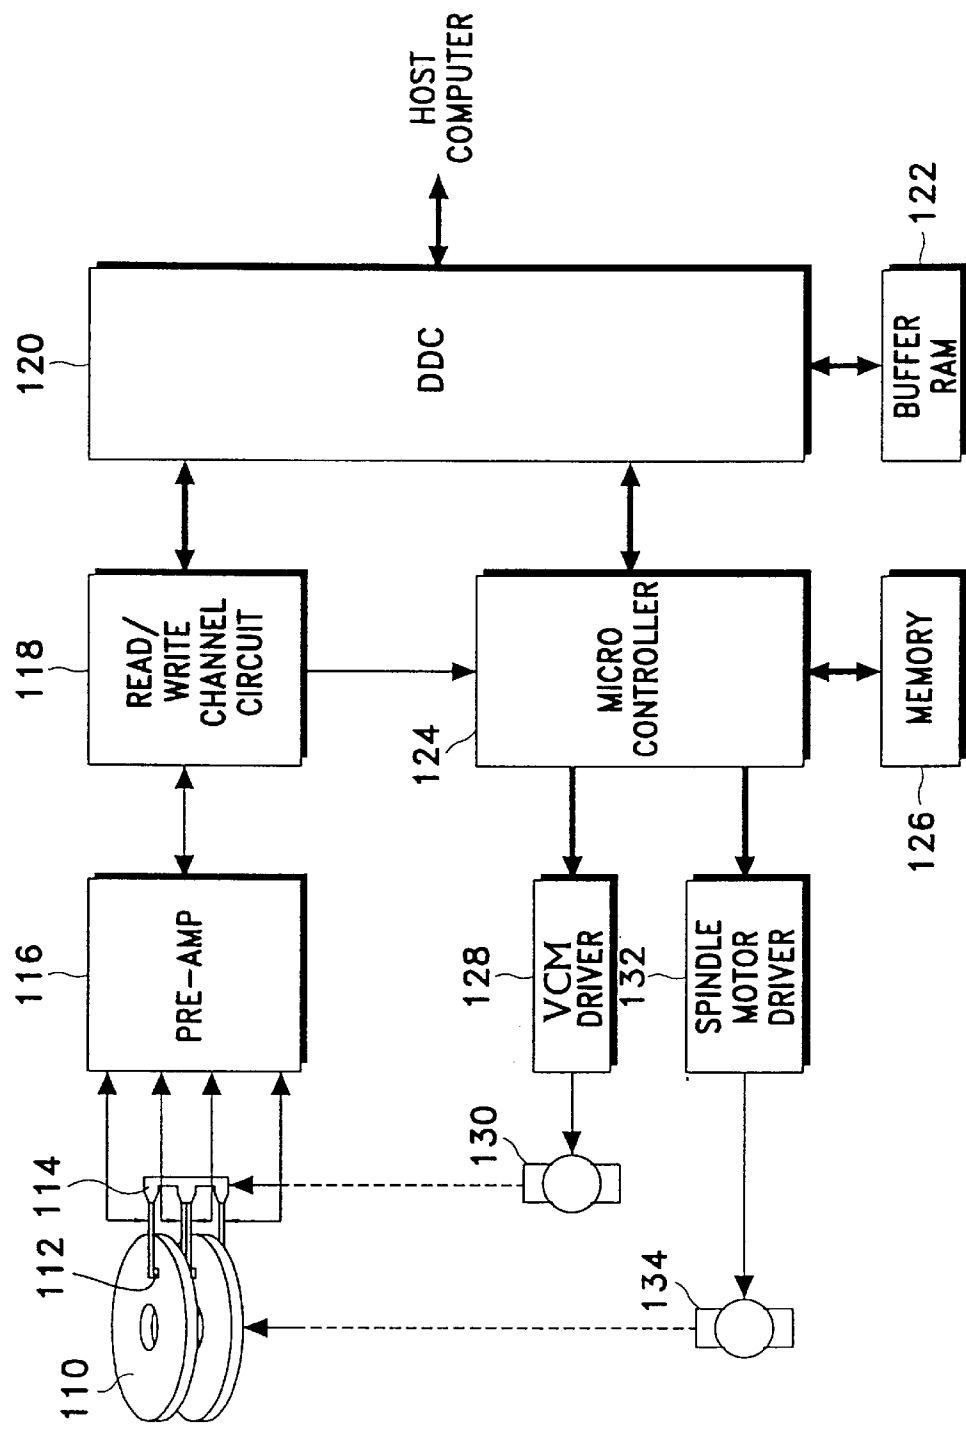 110
112
114
116
PRE-AMP
118
READ/
WRITE
CHANNEL
CIRCUIT
120
DDC
HOST
COMPUTER
130
128
VCM
DRIVER
124
MICRO
CONTROLLER
134
132
SPINDLE
MOTOR
DRIVER
126
MEMORY
122
BUFFER
RAM